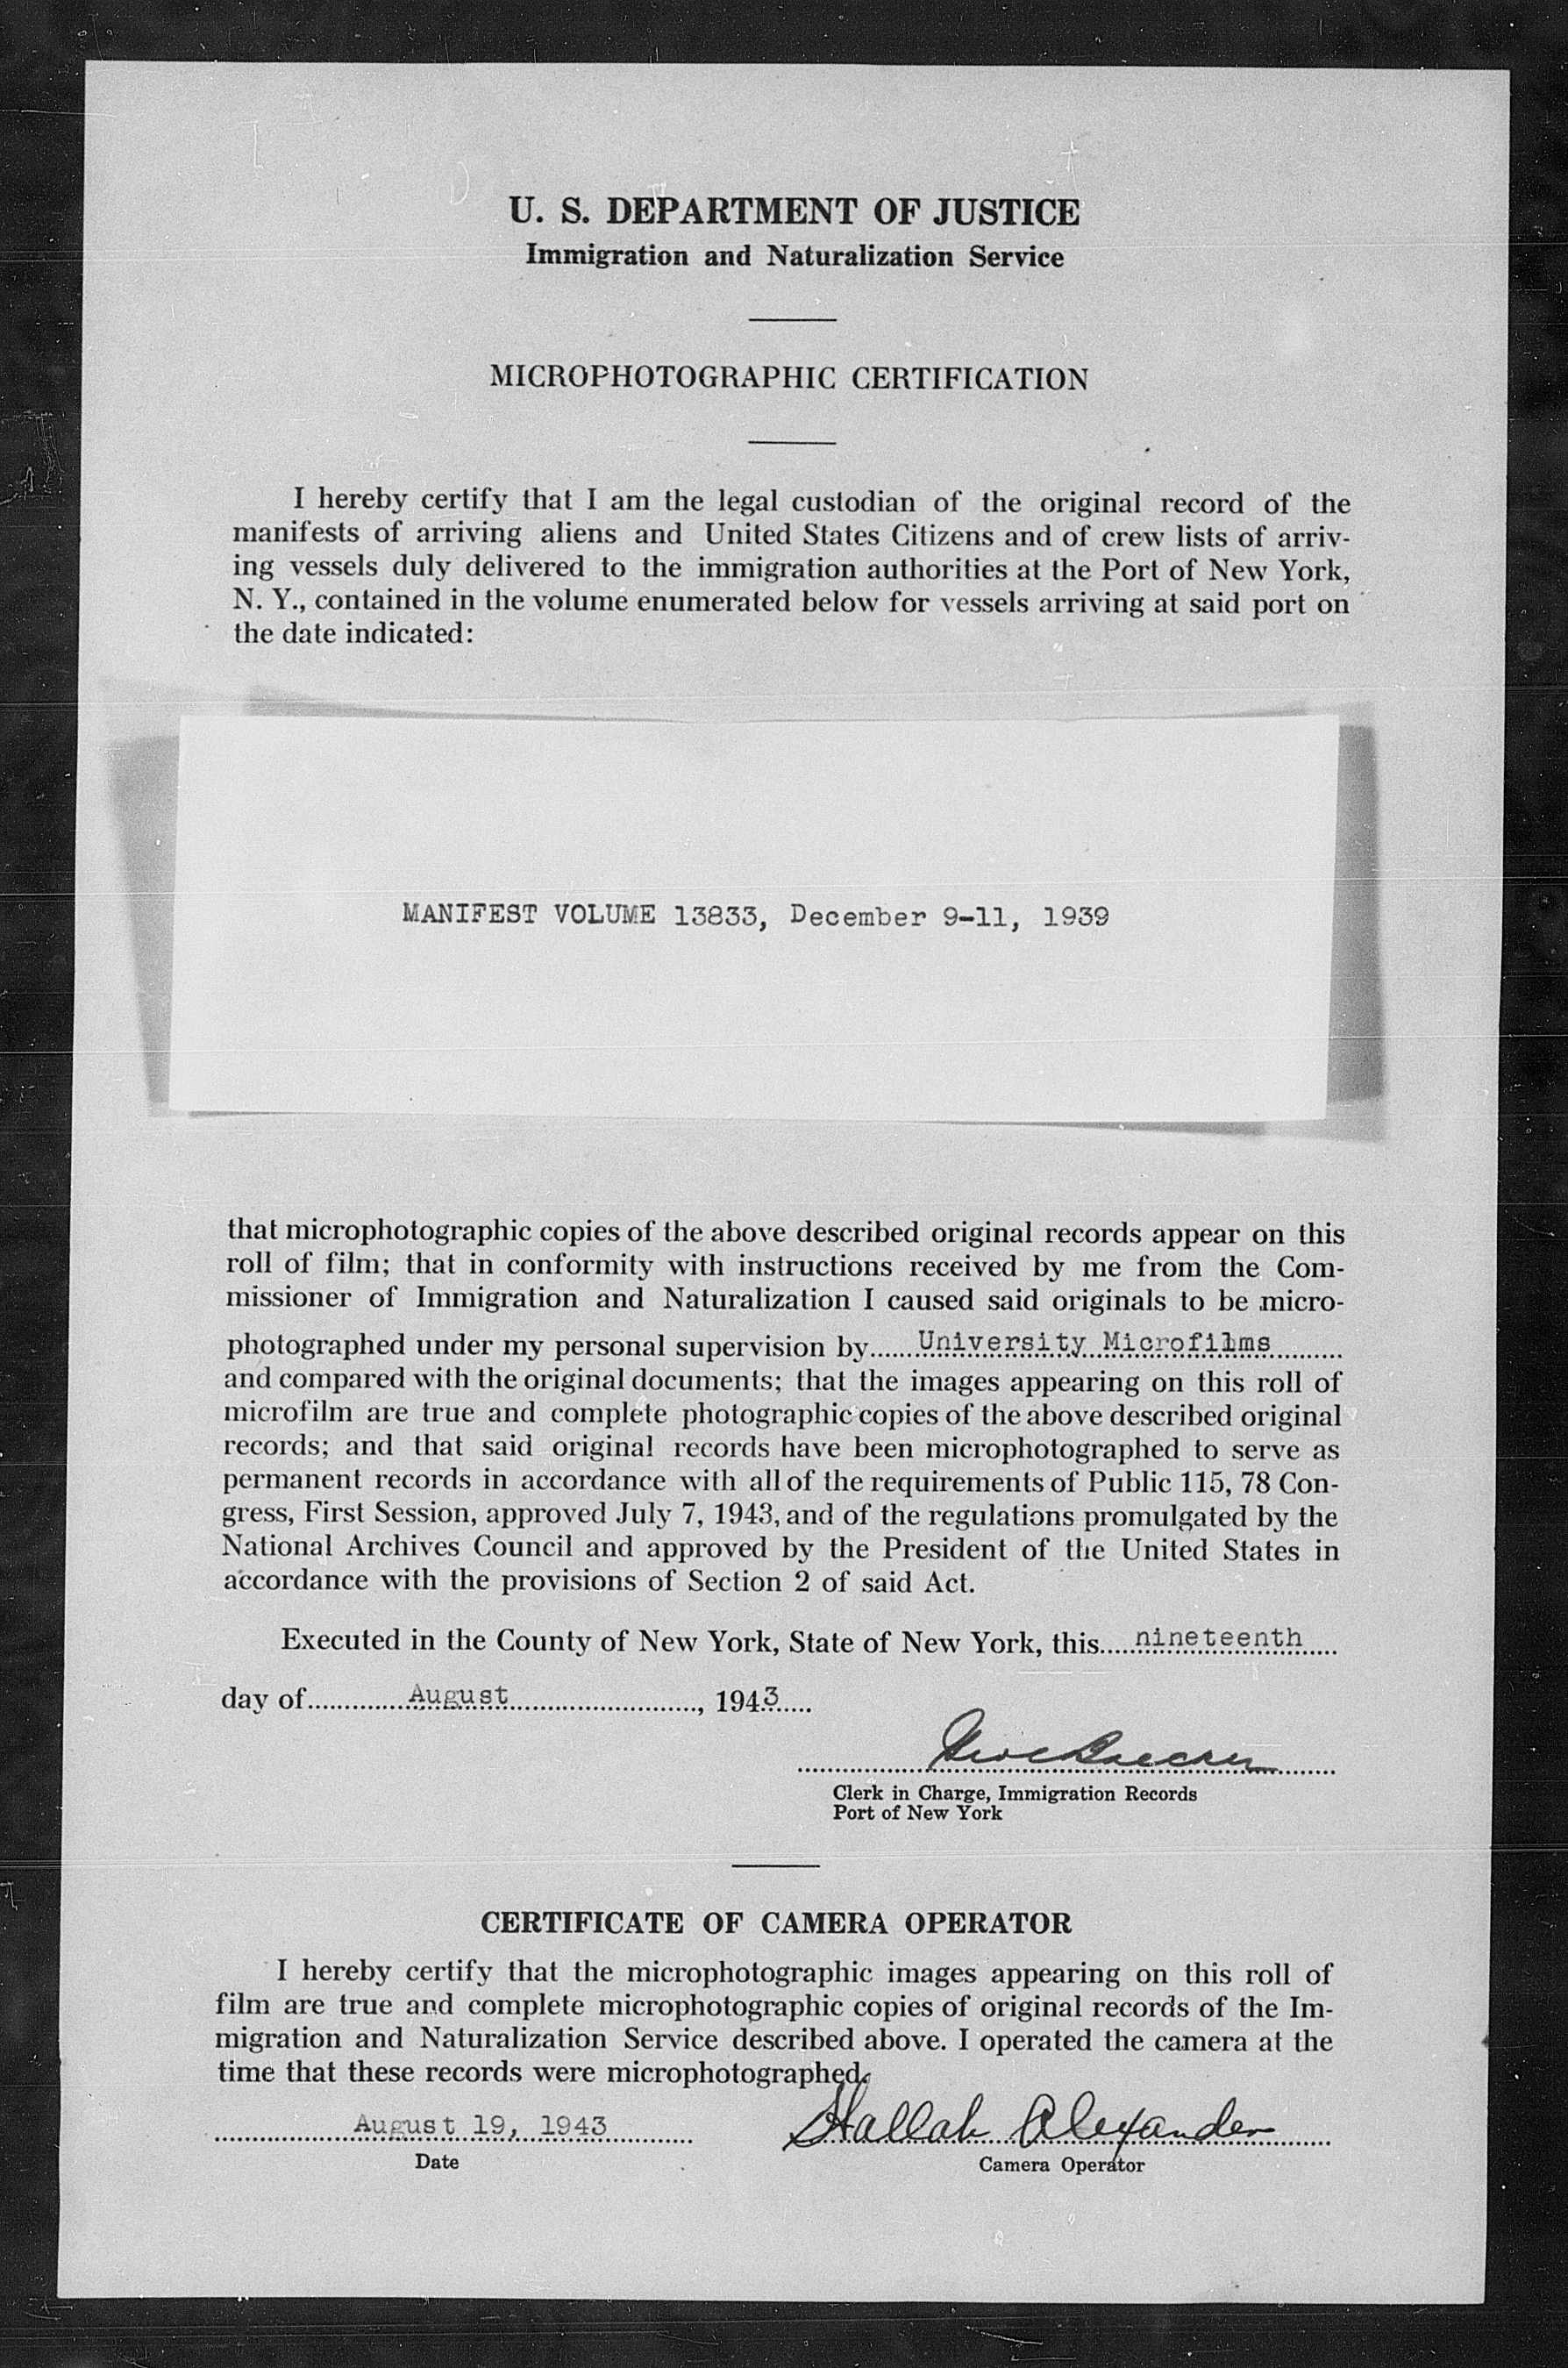 U. S. DEPARTMENT OF JUSTICE
Immigration and Naturalization Service
MICROPHOTOGRAPHIC CERTIFICATION
I hereby certify that I am the legal custodian of the original record of the
manifests of arriving aliens and United States Citizens and of crew lists of arriv-
ing vessels duly delivered to the immigration authorities at the Port of New York,
N. Y., contained in the volume enumerated below for vessels arriving at said port on
the date indicated:
MANIFEST VOLUME 13833, December 9-11, 1939
that microphotographic copies of the above described original records appear on this
roll of film; that in conformity with instructions received by me from the Com-
missioner of Immigration and Naturalization I caused said originals to be micro-
photographed under my personal supervision by University Microfilms
and compared with the original documents; that the images appearing on this roll of
microfilm are true and complete photographic copies of the above described original
records; and that said original records have been microphotographed to serve as
permanent records in accordance with all of the requirements of Public 115, 78 Con-
gress, First Session, approved July 7, 1943, and of the regulations promulgated by the
National Archives Council and approved by the President of the United States in
accordance with the provisions of Section 2 of said Act.
Executed in the County of New York, State of New York, this nineteenth
day of August, 1943
Clerk in Charge, Immigration Records
Port of New York
CERTIFICATE OF CAMERA OPERATOR
I hereby certify that the microphotographic images appearing on this roll of
film are true and complete microphotographic copies of original records of the Im-
migration and Naturalization Service described above. I operated the camera at the
time that these records were microphotographed.
August 19, 1943 Hallah Alexander
Date Camera Operator